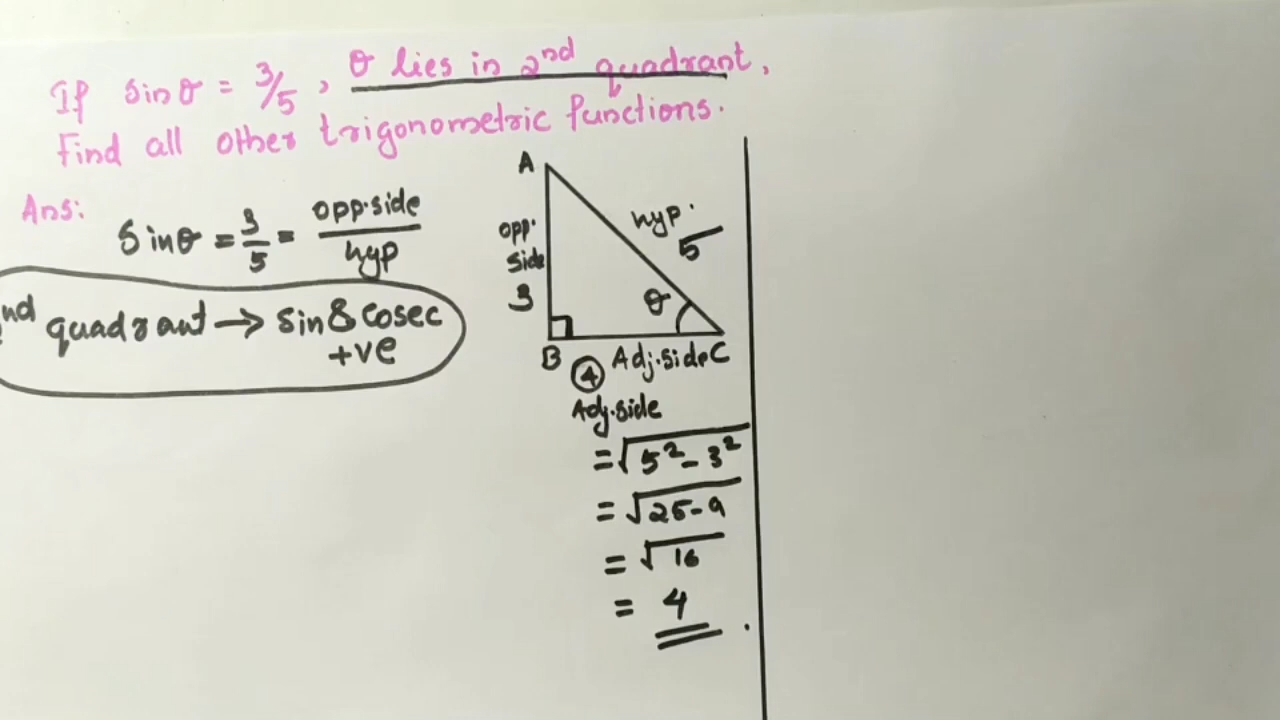 If sinθ = 3/5, θ lies in 2nd quadrant,
Find all other trigonometric functions.
Ans:
sinθ = 3/5 = opp.side/hyp
nd quadrant → sin & cosec
+ve
A
opp.
side
3
hyp.
5
θ
B
Adj.side C
4
Adj.side
= √5² - 3²
= √25-9
= √16
= 4